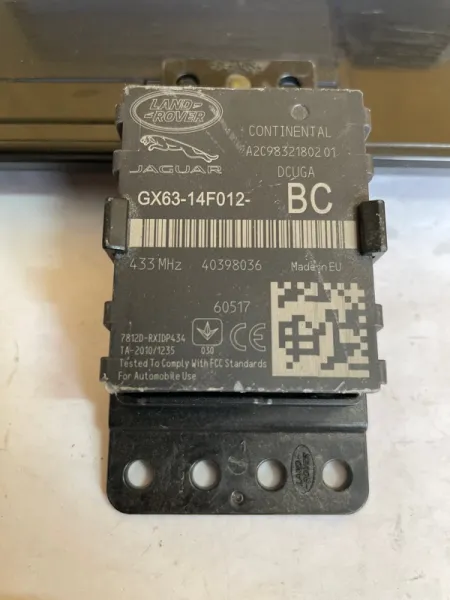 LAND-
ROVER
CONTINENTAL
JAGUAR
A2C98321802 01
DCUGA
GX63-14F012- BC
433 MHz 40398036 Made in EU
60517
7812D-RXIDP434
TA-2010/1235
030
CE
Tested To Comply With FCC Standards
For Automobile Use